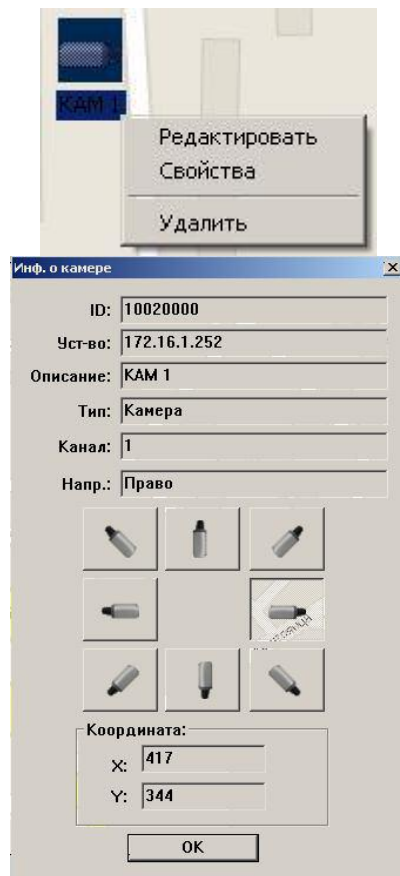 КАМ 1
Редактировать
Свойства
Удалить
Инф. о камере
ID: 10020000
Уст-во: 172.16.1.252
Описание: КАМ 1
Тип: Камера
Канал: 1
Напр.: Право
Координата:
X: 417
Y: 344
OK